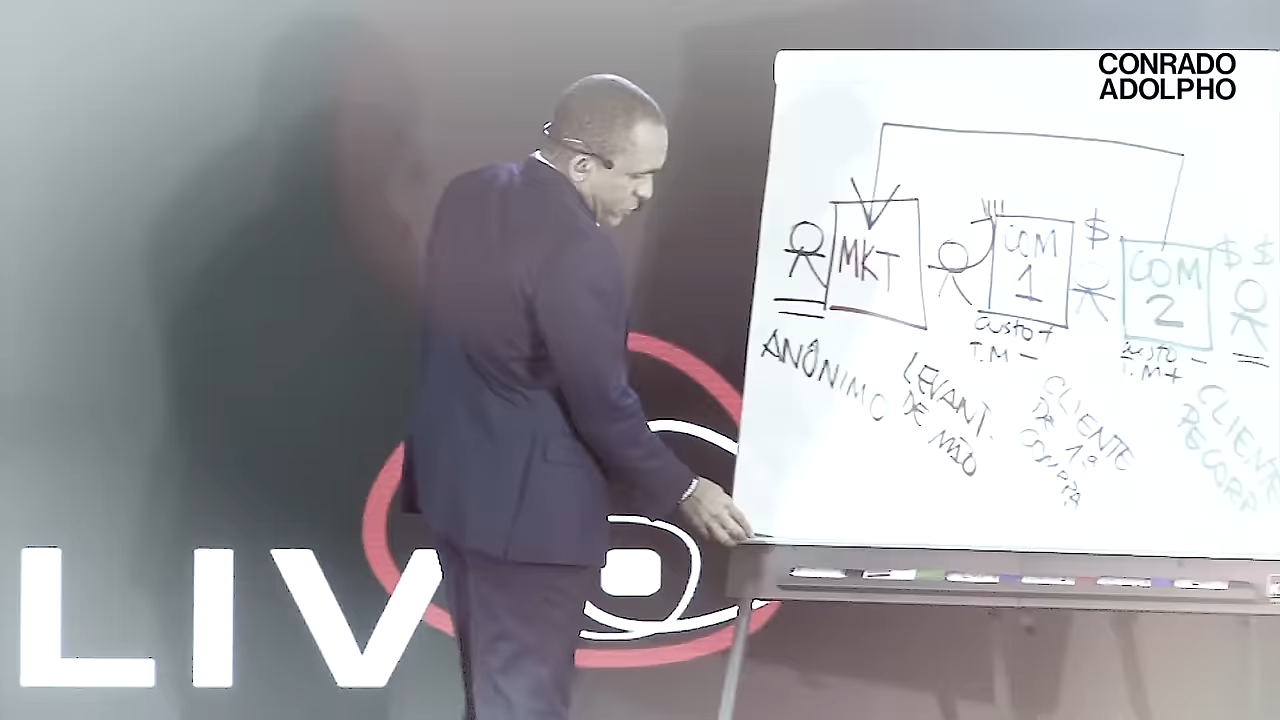 CONRADO
ADOLPHO
MKT
COM
1
$
COM
2
$ $
CUSTO +
T.M -
CUSTO -
T.M +
ANÔNIMO
LEVANT.
DE MÃO
CLIENTE
DE 1ª
COMPRA
CLIENTE
RECORR
LIV